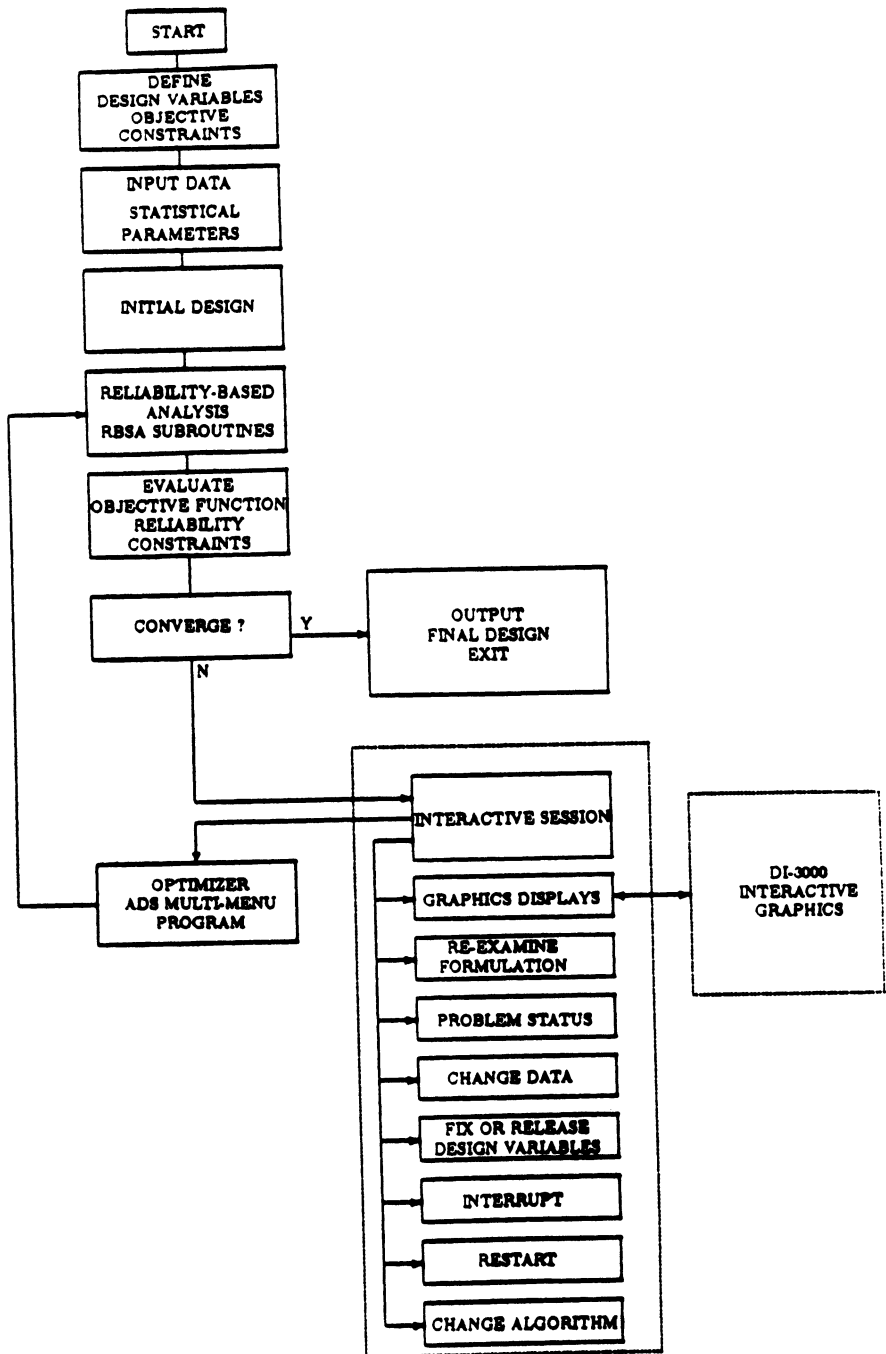 START
DEFINE
DESIGN VARIABLES
OBJECTIVE
CONSTRAINTS
INPUT DATA
STATISTICAL
PARAMETERS
INITIAL DESIGN
RELIABILITY-BASED
ANALYSIS
RBSA SUBROUTINES
EVALUATE
OBJECTIVE FUNCTION
RELIABILITY
CONSTRAINTS
CONVERGE ?
Y
N
OUTPUT
FINAL DESIGN
EXIT
INTERACTIVE SESSION
OPTIMIZER
ADS MULTI-MENU
PROGRAM
GRAPHICS DISPLAYS
DI-3000
INTERACTIVE
GRAPHICS
RE-EXAMINE
FORMULATION
PROBLEM STATUS
CHANGE DATA
FIX OR RELEASE
DESIGN VARIABLES
INTERRUPT
RESTART
CHANGE ALGORITHM